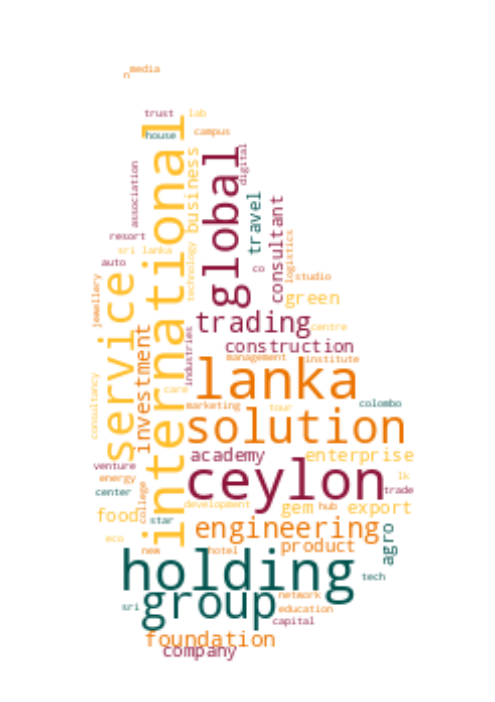 media
n
trust
lab
house
campus
international
global
digital
business
association
travel
consultant
resort
sri lanka
technology
logistics
auto
co
studio
jewellery
service
green
trading
centre
investment
industries
construction
management
institute
lanka
care
consultancy
marketing
tour
colombo
solution
academy
enterprise
venture
ceylon
energy
lk
center
trade
college
development
gem
hub
export
food
star
engineering
agro
eco
new
hotel
product
holding
tech
group
network
sri
education
capital
foundation
company